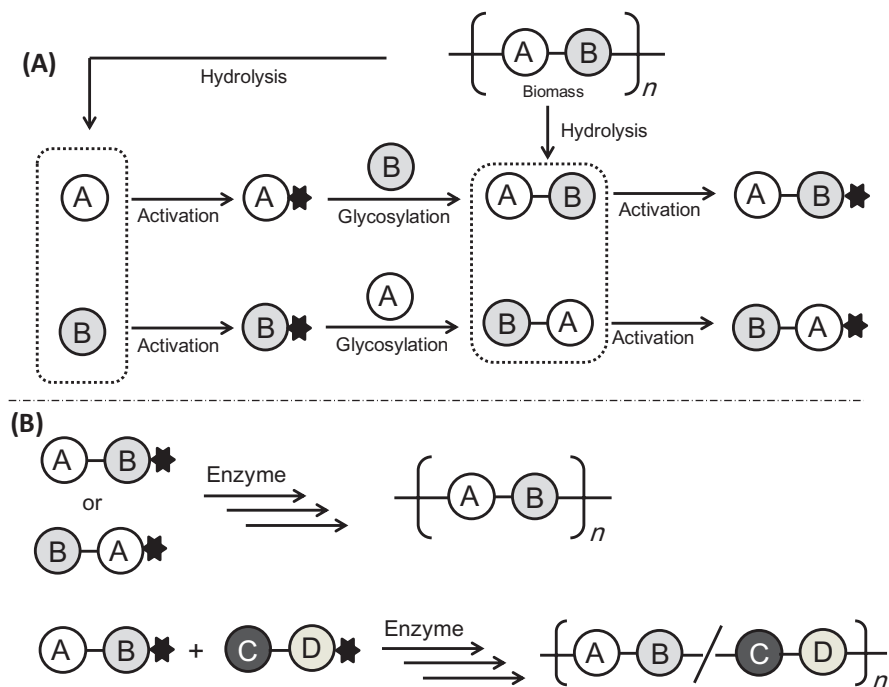 (A)
Hydrolysis
A B
n
Biomass
Hydrolysis
B
A
Activation
A
Glycosylation
A B
Activation
A B
A
B
Activation
B
Glycosylation
B A
Activation
B A
(B)
A B
Enzyme
or
A B
n
B A
A B + C D
Enzyme
A B / C D
n